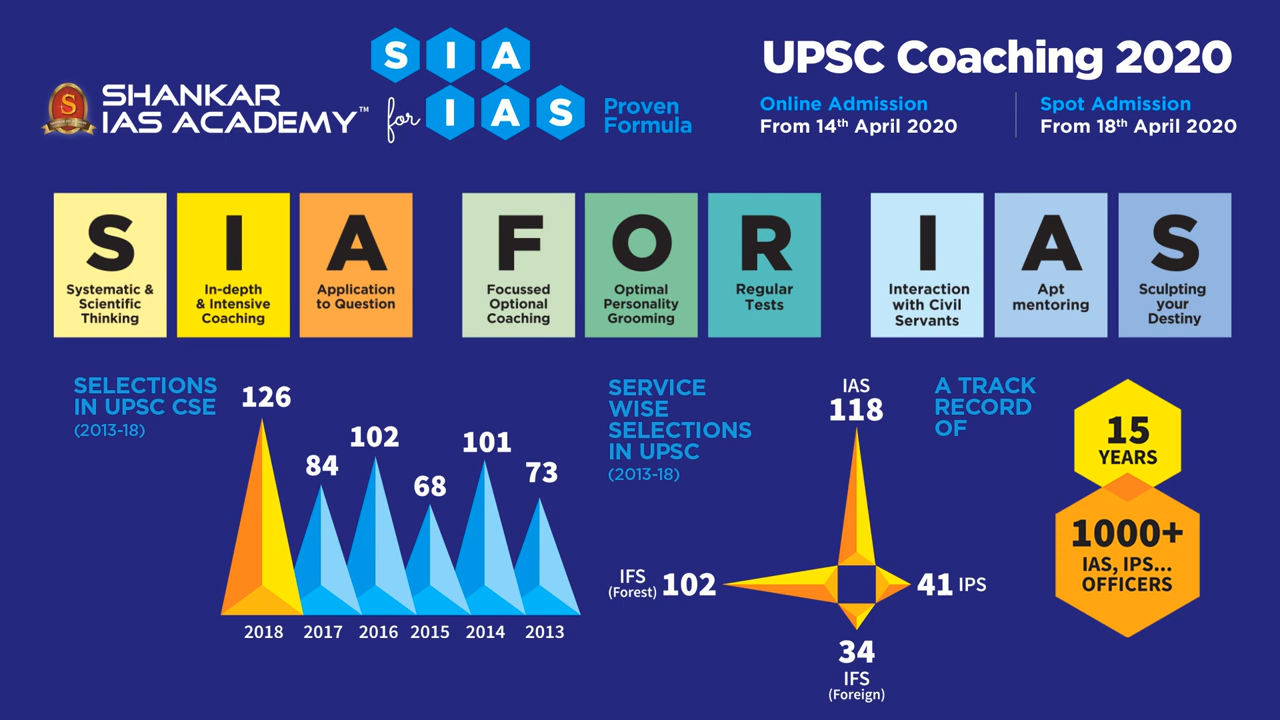 SHANKAR
IAS ACADEMY™
S I A
for I A S
Proven
Formula
UPSC Coaching 2020
Online Admission
From 14th April 2020
Spot Admission
From 18th April 2020
S
Systematic &
Scientific
Thinking
I
In-depth
& Intensive
Coaching
A
Application
to Question
F
Focussed
Optional
Coaching
O
Optimal
Personality
Grooming
R
Regular
Tests
I
Interaction
with Civil
Servants
A
Apt
mentoring
S
Sculpting
your
Destiny
SELECTIONS
IN UPSC CSE
(2013-18)
126
84
102
68
101
73
2018 2017 2016 2015 2014 2013
SERVICE
WISE
SELECTIONS
IN UPSC
(2013-18)
IAS
118
IFS
(Forest) 102
41 IPS
34
IFS
(Foreign)
A TRACK
RECORD
OF
15
YEARS
1000+
IAS, IPS...
OFFICERS